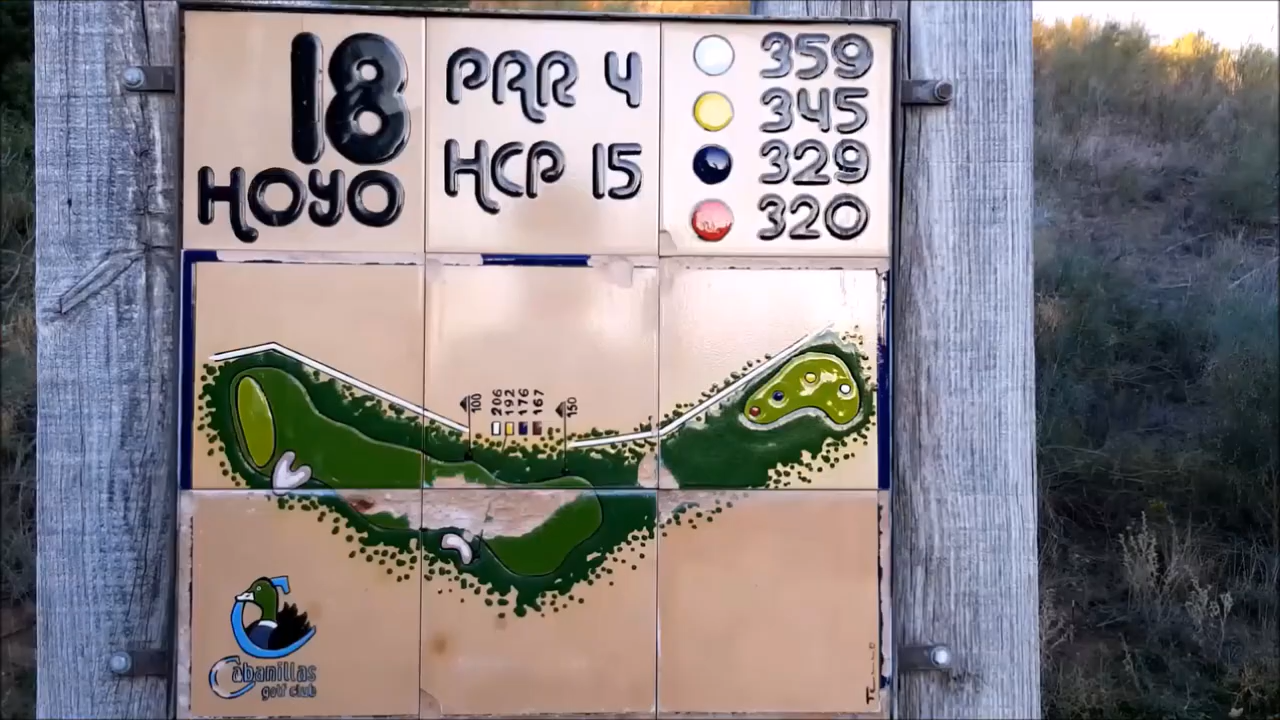 18
HOYO
PAR 4
HCP 15
359
345
329
320
100
206
192
176
167
150
Cabanillas
golf club